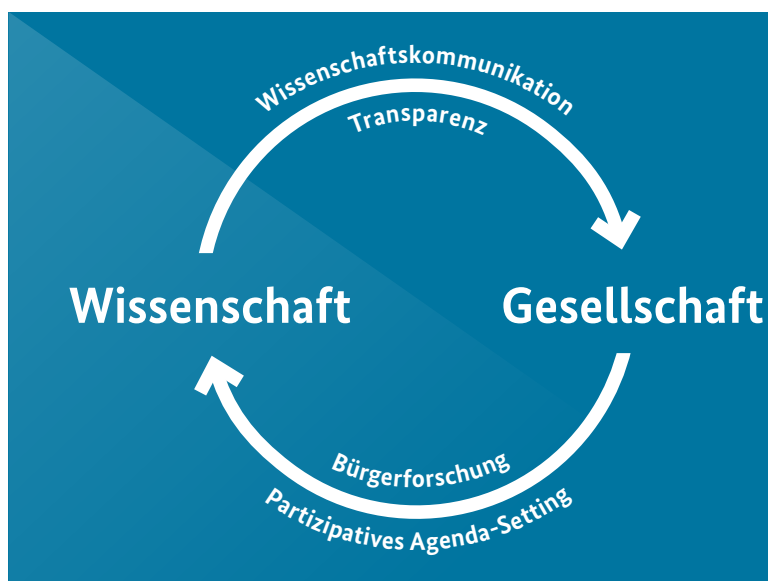 Wissenschaftskommunikation
Transparenz
Wissenschaft
Gesellschaft
Bürgerforschung
Partizipatives Agenda-Setting